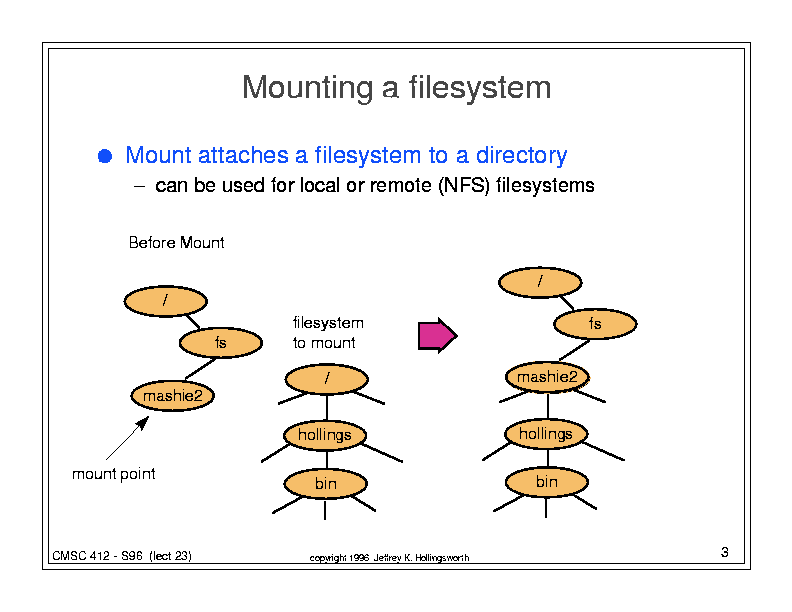 Mounting a filesystem
● Mount attaches a filesystem to a directory
– can be used for local or remote (NFS) filesystems
Before Mount
/
fs
mashie2
mount point
filesystem
to mount
/
hollings
bin
/
fs
mashie2
hollings
bin
CMSC 412 - S96 (lect 23)
copyright 1996 Jeffrey K. Hollingsworth
3